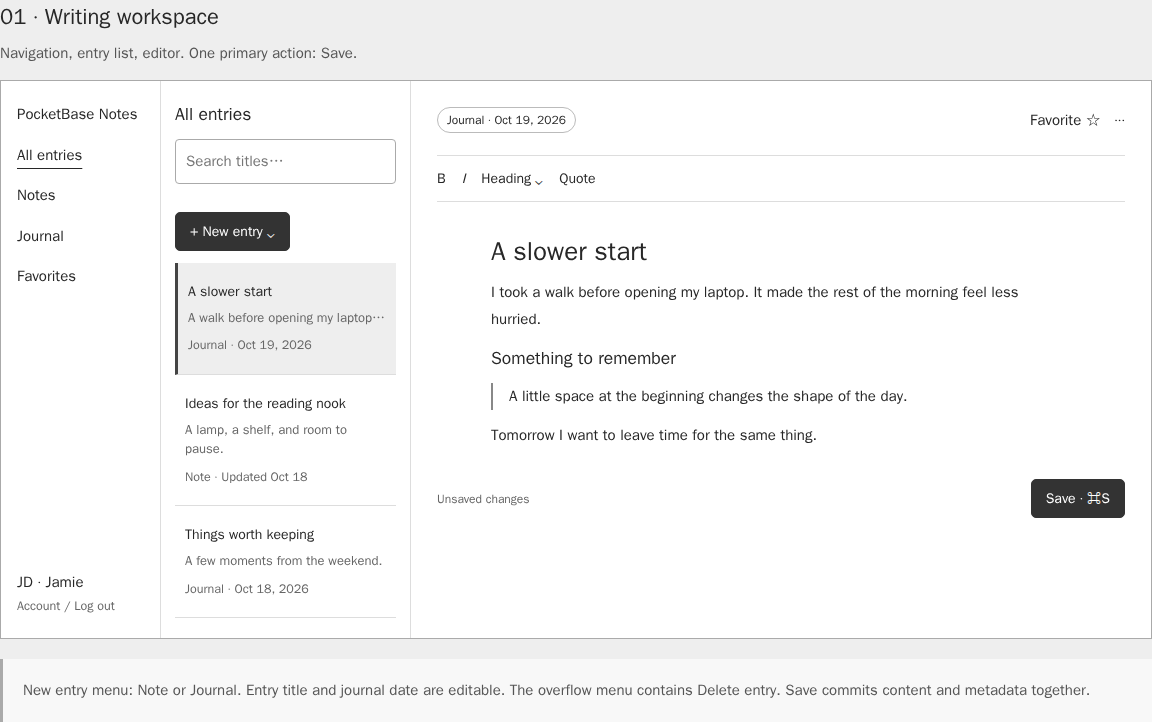 01 · Writing workspace
Navigation, entry list, editor. One primary action: Save.
PocketBase Notes
All entries
Notes
Journal
Favorites
JD · Jamie
Account / Log out
All entries
Search titles…
+ New entry ⌄
A slower start
A walk before opening my laptop…
Journal · Oct 19, 2026
Ideas for the reading nook
A lamp, a shelf, and room to
pause.
Note · Updated Oct 18
Things worth keeping
A few moments from the weekend.
Journal · Oct 18, 2026
Journal · Oct 19, 2026
Favorite ☆ ···
B I Heading ⌄ Quote
A slower start
I took a walk before opening my laptop. It made the rest of the morning feel less
hurried.
Something to remember
A little space at the beginning changes the shape of the day.
Tomorrow I want to leave time for the same thing.
Unsaved changes
Save · ⌘S
New entry menu: Note or Journal. Entry title and journal date are editable. The overflow menu contains Delete entry. Save commits content and metadata together.